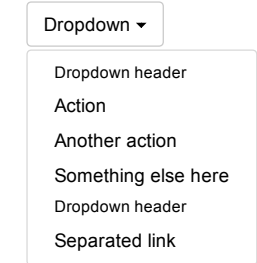 Dropdown
Dropdown header
Action
Another action
Something else here
Dropdown header
Separated link